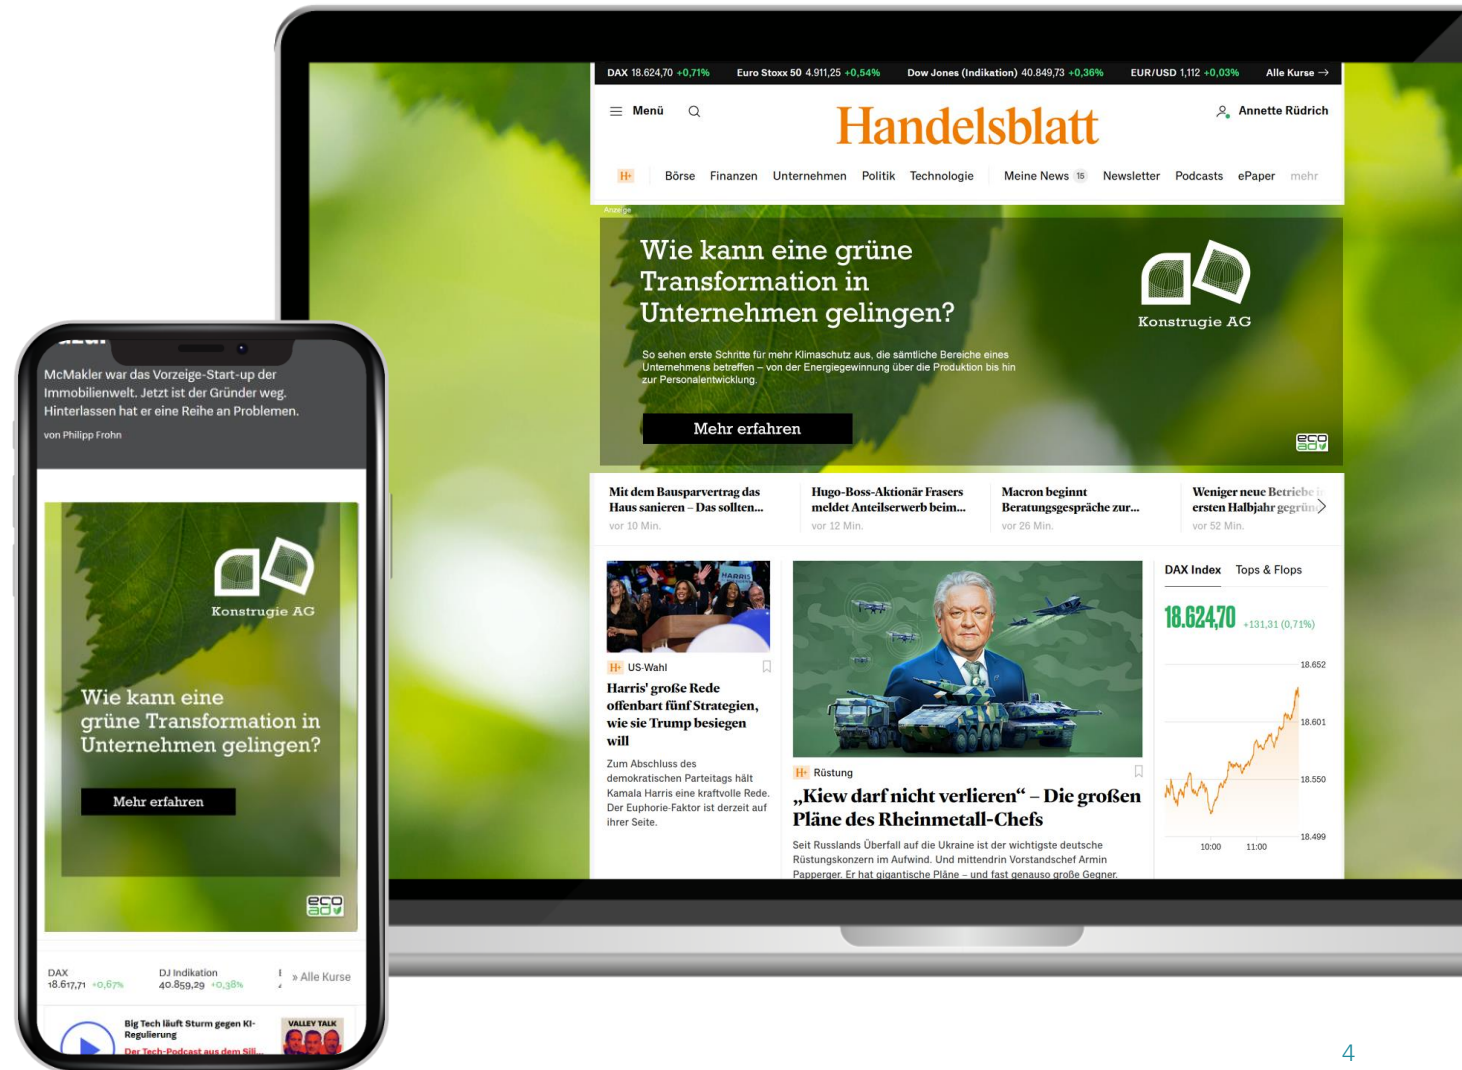 DAX 18.624,70 +0,71% Euro Stoxx 50 4.911,25 +0,54% Dow Jones (Indikation) 40.849,73 +0,36% EUR/USD 1,112 +0,03% Alle Kurse →
Menü
Handelsblatt
Annette Rüdrich
H+ Börse Finanzen Unternehmen Politik Technologie Meine News 15 Newsletter Podcasts ePaper mehr
Anzeige
Wie kann eine grüne
Transformation in
Unternehmen gelingen?
Konstrugie AG
So sehen erste Schritte für mehr Klimaschutz aus, die sämtliche Bereiche eines
Unternehmens betreffen – von der Energiegewinnung über die Produktion bis hin
zur Personalentwicklung.
Mehr erfahren
eco
ad
Mit dem Bausparvertrag das
Haus sanieren – Das sollten...
vor 10 Min.
Hugo-Boss-Aktionär Frasers
meldet Anteilserwerb beim...
vor 12 Min.
Macron beginnt
Beratungsgespräche zur...
vor 26 Min.
Weniger neue Betriebe
ersten Halbjahr
vor 52 Min.
HARRIS
H+ US-Wahl
Harris' große Rede
offenbart fünf Strategien,
wie sie Trump besiegen
will
Zum Abschluss des
demokratischen Parteitags hält
Kamala Harris eine kraftvolle Rede.
Der Euphorie-Faktor ist derzeit auf
ihrer Seite.
H+ Rüstung
„Kiew darf nicht verlieren“ – Die großen
Pläne des Rheinmetall-Chefs
Seit Russlands Überfall auf die Ukraine ist der wichtigste deutsche
Rüstungskonzern im Aufwind. Und mittendrin Vorstandschef Armin
Papperger. Er hat gigantische Pläne – und fast genauso große Gegner.
DAX Index Tops & Flops
18.624,70 +131,31 (0,71%)
18.652
18.601
18.550
18.499
10:00 11:00
McMakler war das Vorzeige-Start-up der
Immobilienwelt. Jetzt ist der Gründer weg.
Hinterlassen hat er eine Reihe an Problemen.
von Philipp Frohn
Konstrugie AG
Wie kann eine
grüne Transformation in
Unternehmen gelingen?
Mehr erfahren
eco
ad
DAX
18.617,71 +0,67%
DJ Indikation
40.859,29 +0,38%
» Alle Kurse
Big Tech läuft Sturm gegen KI-
Regulierung
Der Tech-Podcast aus dem Sili...
VALLEY TALK
4